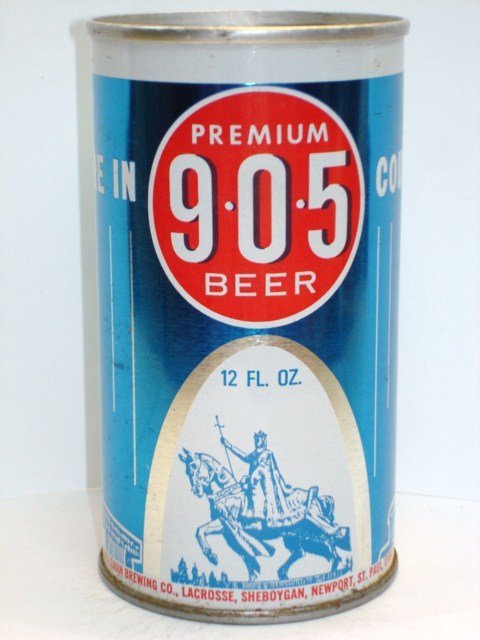 PREMIUM
9·0·5
BEER
E IN
CO
12 FL. OZ.
BREWING CO., LACROSSE, SHEBOYGAN, NEWPORT, ST. PAUL,